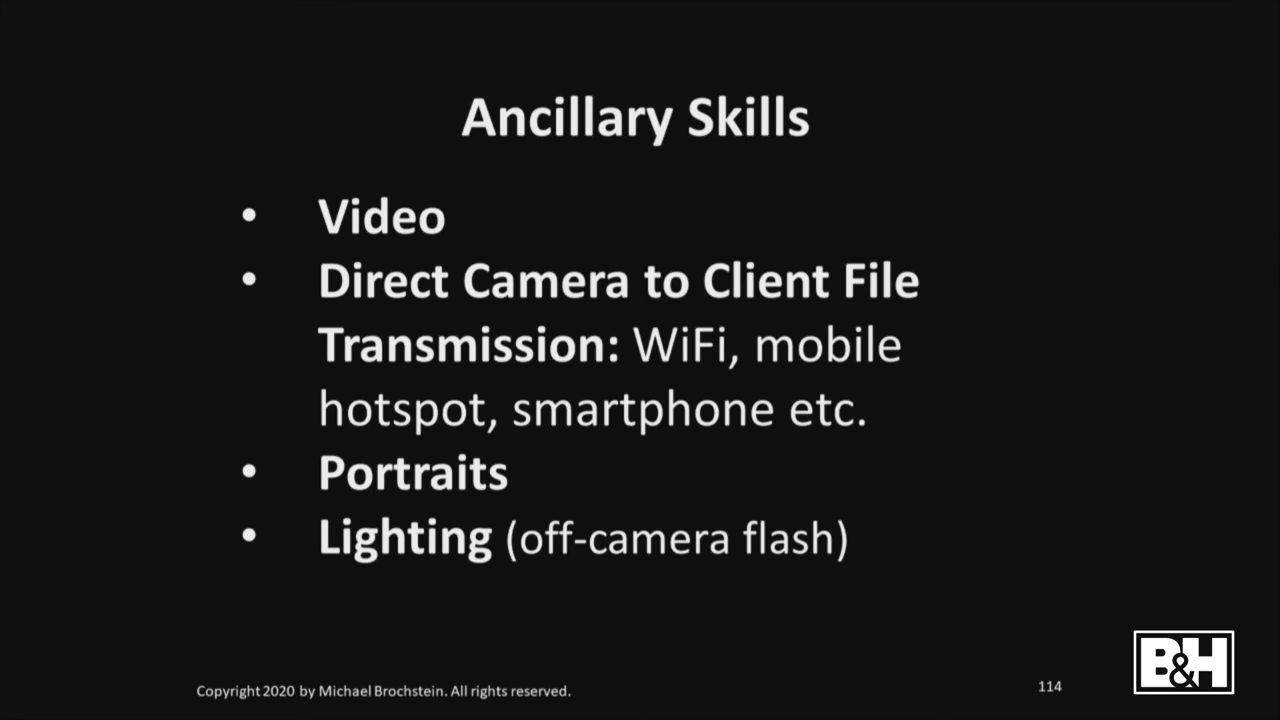 Ancillary Skills
• Video
• Direct Camera to Client File
Transmission: WiFi, mobile
hotspot, smartphone etc.
• Portraits
• Lighting (off-camera flash)
Copyright 2020 by Michael Brochstein. All rights reserved.
114
B&H